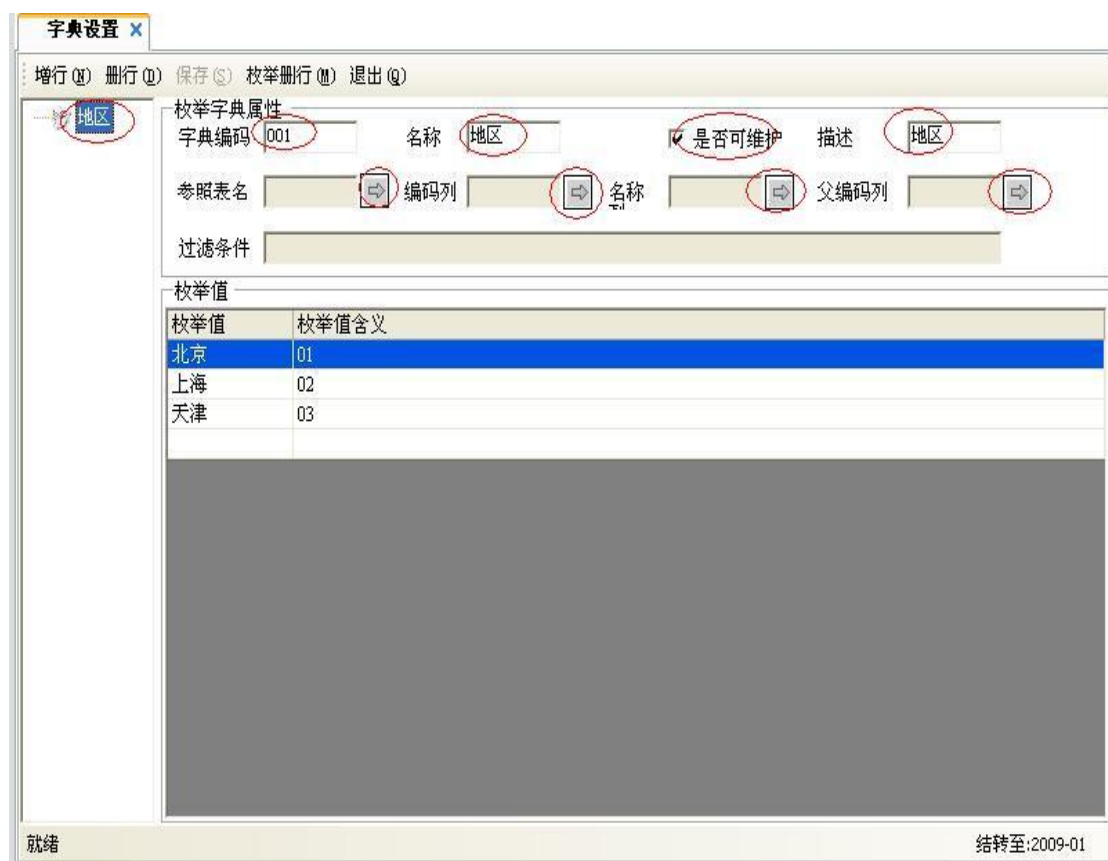 字典设置 ×
增行(N) 删行(D) 保存(S) 枚举删行(M) 退出(Q)
地区
枚举字典属性
字典编码 001 名称 地区 是否可维护 描述 地区
参照表名 编码列 名称 父编码列
过滤条件
枚举值
枚举值 枚举值含义
北京 01
上海 02
天津 03
就绪 结转至:2009-01